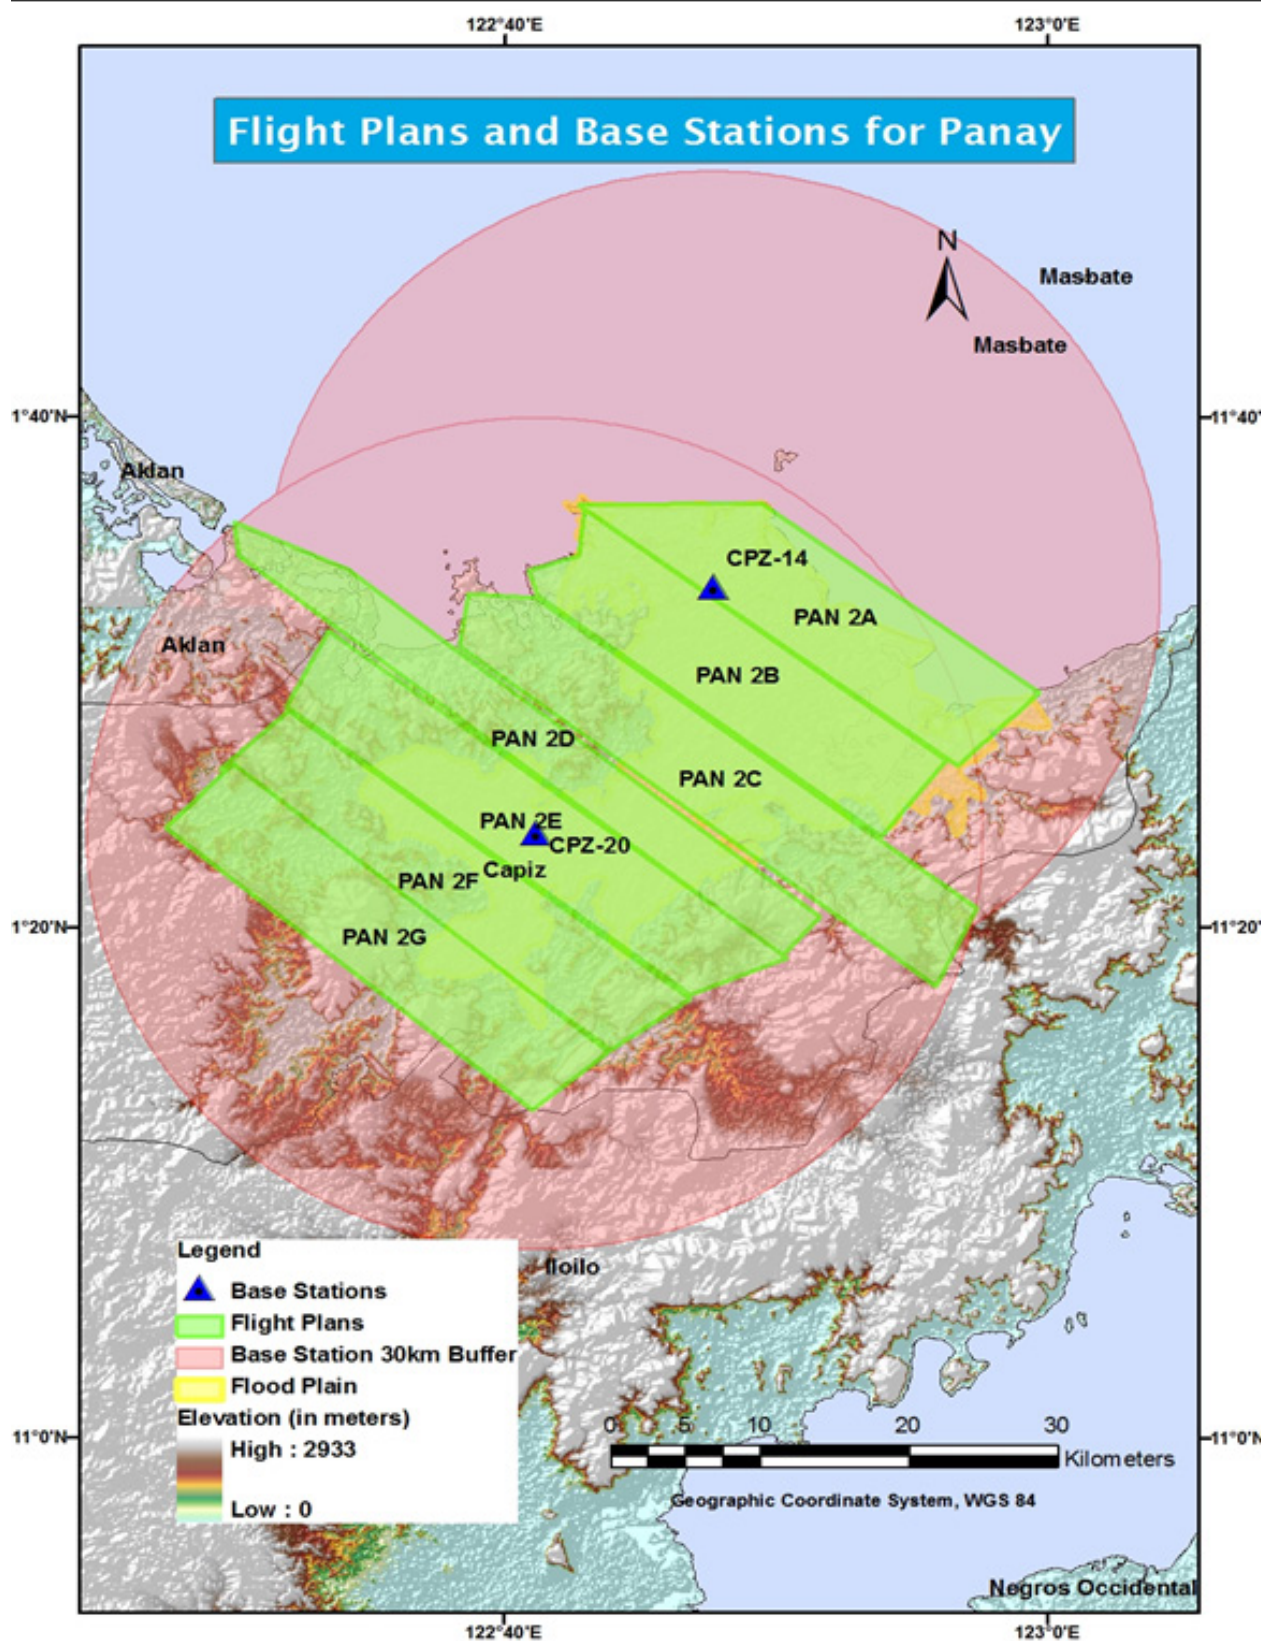 122°40'E 123°0'E
Flight Plans and Base Stations for Panay
N
Masbate
Masbate
1°40'N 11°40'N
Aklan
CPZ-14
PAN 2A
Aklan
PAN 2B
PAN 2D
PAN 2C
PAN 2E
CPZ-20
Capiz
PAN 2F
1°20'N 11°20'
PAN 2G
Legend
Iloilo
Base Stations
Flight Plans
Base Station 30km Buffer
Flood Plain
Elevation (in meters)
High : 2933
Low : 0
0 5 10 20 30
Kilometers
11°0'N 11°0'N
Geographic Coordinate System, WGS 84
Negros Occidental
122°40'E 123°0'E